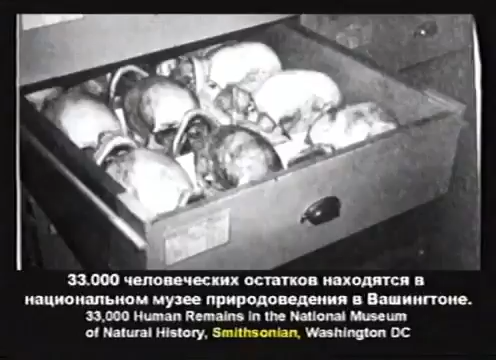 33.000 человеческих остатков находятся в
национальном музее природоведения в Вашингтоне.
33,000 Human Remains in the National Museum
of Natural History, Smithsonian, Washington DC